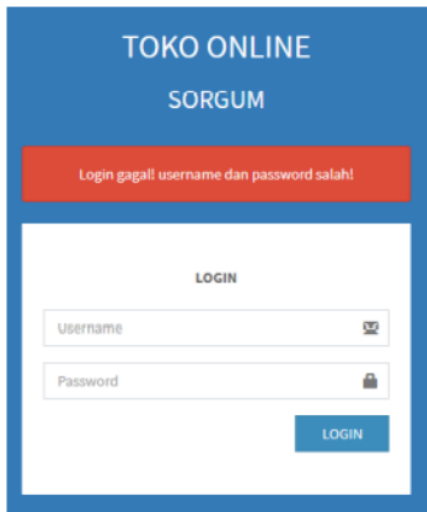 TOKO ONLINE
SORGUM
Login gagal! username dan password salah!
LOGIN
Username
Password
LOGIN